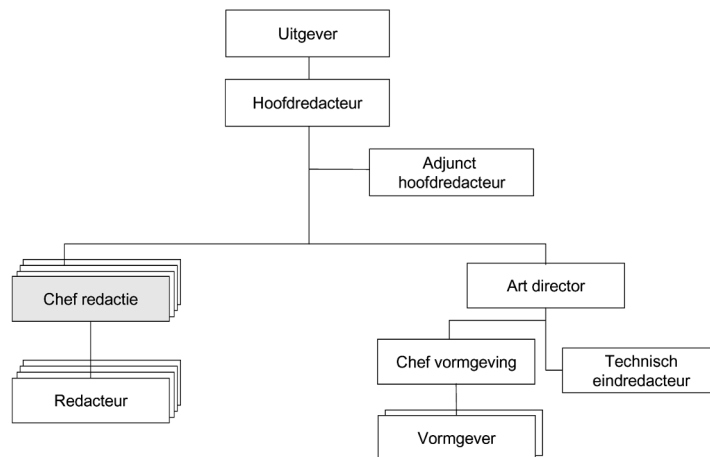 Uitgever
Hoofdredacteur
Adjunct
hoofdredacteur
Chef redactie
Art director
Chef vormgeving
Technisch
eindredacteur
Redacteur
Vormgever